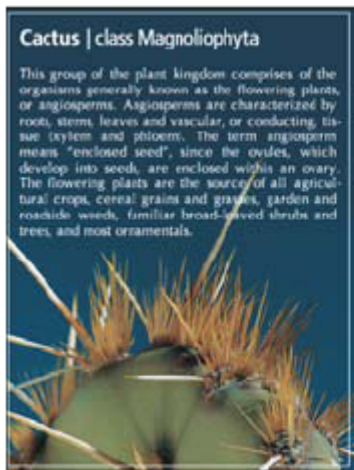 Cactus | class Magnoliophyta
This group of the plant kingdom comprises of the
organisms generally known as the flowering plants,
or angiosperms. Angiosperms are characterized by
roots, stems, leaves and vascular, or conducting, tis-
sue (xylem and phloem). The term angiosperm
means "enclosed seed", since the ovules, which
develop into seeds, are enclosed within an ovary.
The flowering plants are the source of all agricul-
tural crops, cereal grains and grasses, garden and
roadside weeds, familiar broad-leaved shrubs and
trees, and most ornamentals.